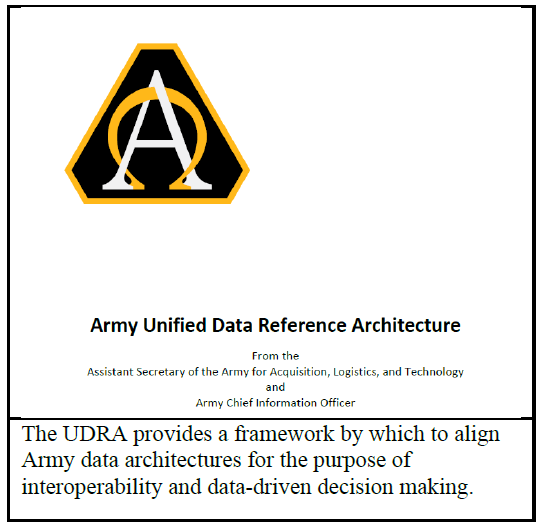 Army Unified Data Reference Architecture
From the
Assistant Secretary of the Army for Acquisition, Logistics, and Technology
and
Army Chief Information Officer
The UDRA provides a framework by which to align
Army data architectures for the purpose of
interoperability and data-driven decision making.